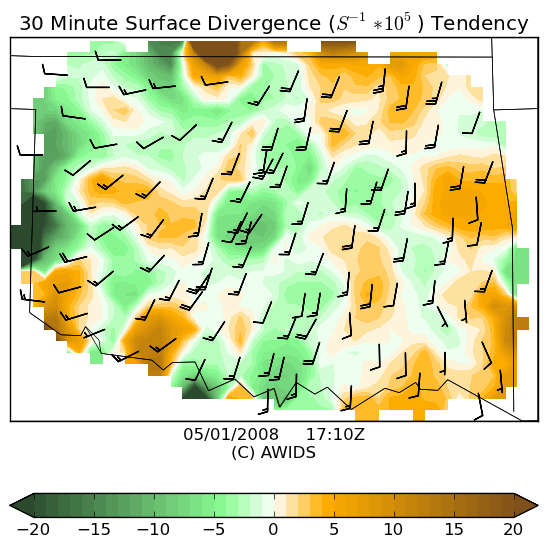 30 Minute Surface Divergence (S⁻¹ *10⁵ ) Tendency
05/01/2008 17:10Z
(C) AWIDS
−20 −15 −10 −5 0 5 10 15 20